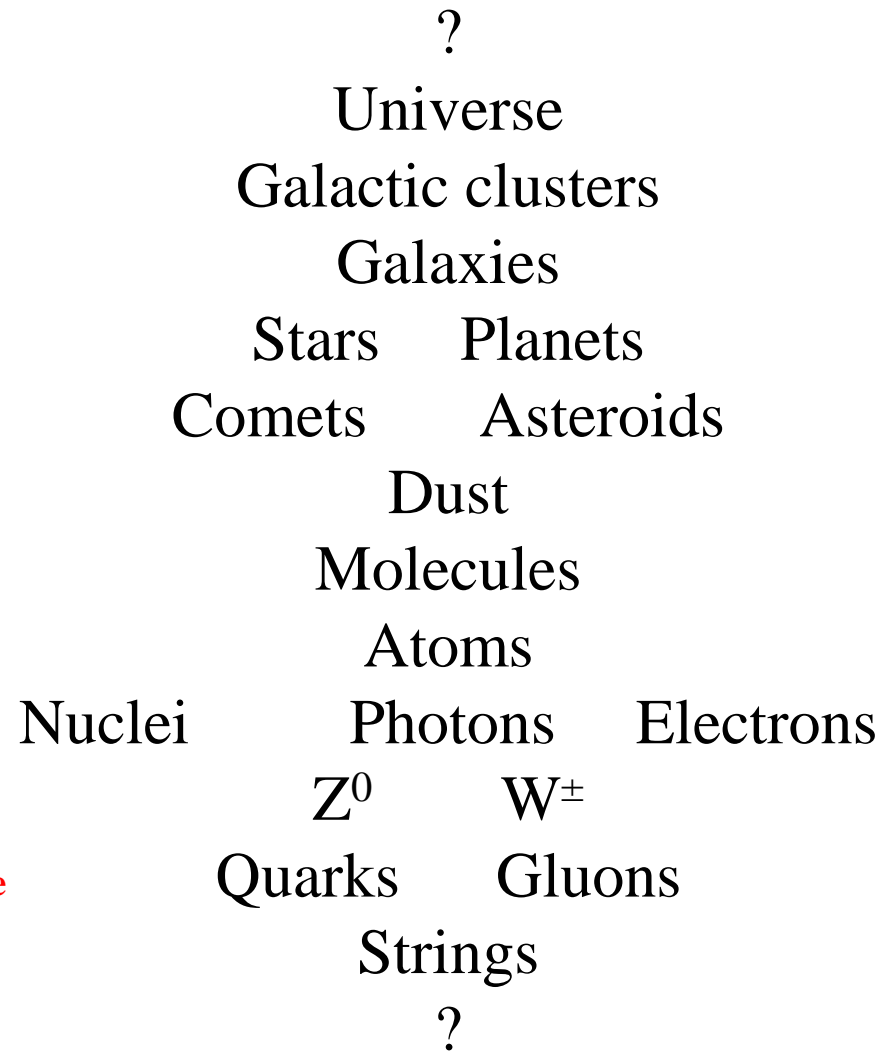 ?
Universe
Galactic clusters
Galaxies
Stars Planets
Comets Asteroids
Dust
Molecules
Atoms
Nuclei Photons Electrons
Z⁰ W±
Quarks Gluons
Strings
?